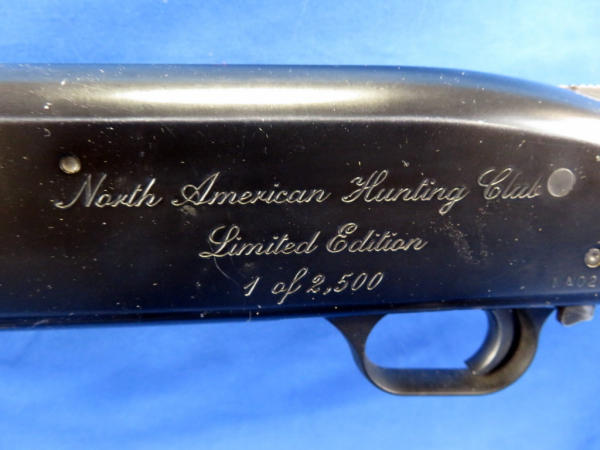 North American Hunting Club
Limited Edition
1 of 2,500